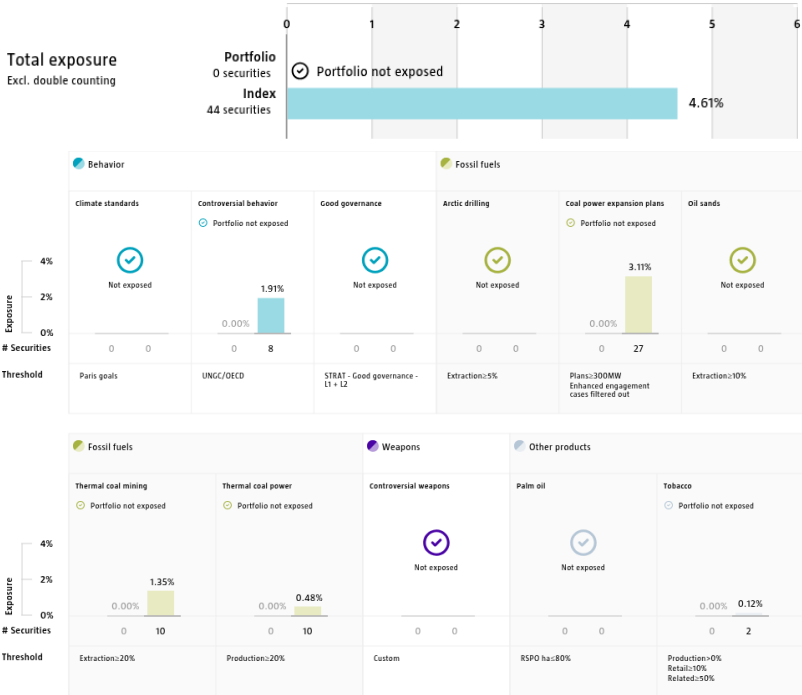 0 1 2 3 4 5 6
Total exposure
Excl. double counting
Portfolio
0 securities
Portfolio not exposed
Index
44 securities
4.61%
Behavior
Fossil fuels
Climate standards
Controversial behavior
Good governance
Arctic drilling
Coal power expansion plans
Oil sands
Portfolio not exposed
Portfolio not exposed
Exposure
4%
2%
0%
Not exposed
0.00%
1.91%
Not exposed
Not exposed
0.00%
3.11%
Not exposed
# Securities
0 0
0 8
0 0
0 0
0 27
0 0
Threshold
Paris goals
UNGC/OECD
STRAT - Good governance -
L1 + L2
Extraction≥5%
Plans≥300MW
Enhanced engagement
cases filtered out
Extraction≥10%
Fossil fuels
Weapons
Other products
Thermal coal mining
Thermal coal power
Controversial weapons
Palm oil
Tobacco
Portfolio not exposed
Portfolio not exposed
Portfolio not exposed
Exposure
4%
2%
0%
0.00%
1.35%
0.00%
0.48%
Not exposed
Not exposed
0.00%
0.12%
# Securities
0 10
0 10
0 0
0 0
0 2
Threshold
Extraction≥20%
Production≥20%
Custom
RSPO ha≤80%
Production>0%
Retail≥10%
Related≥50%